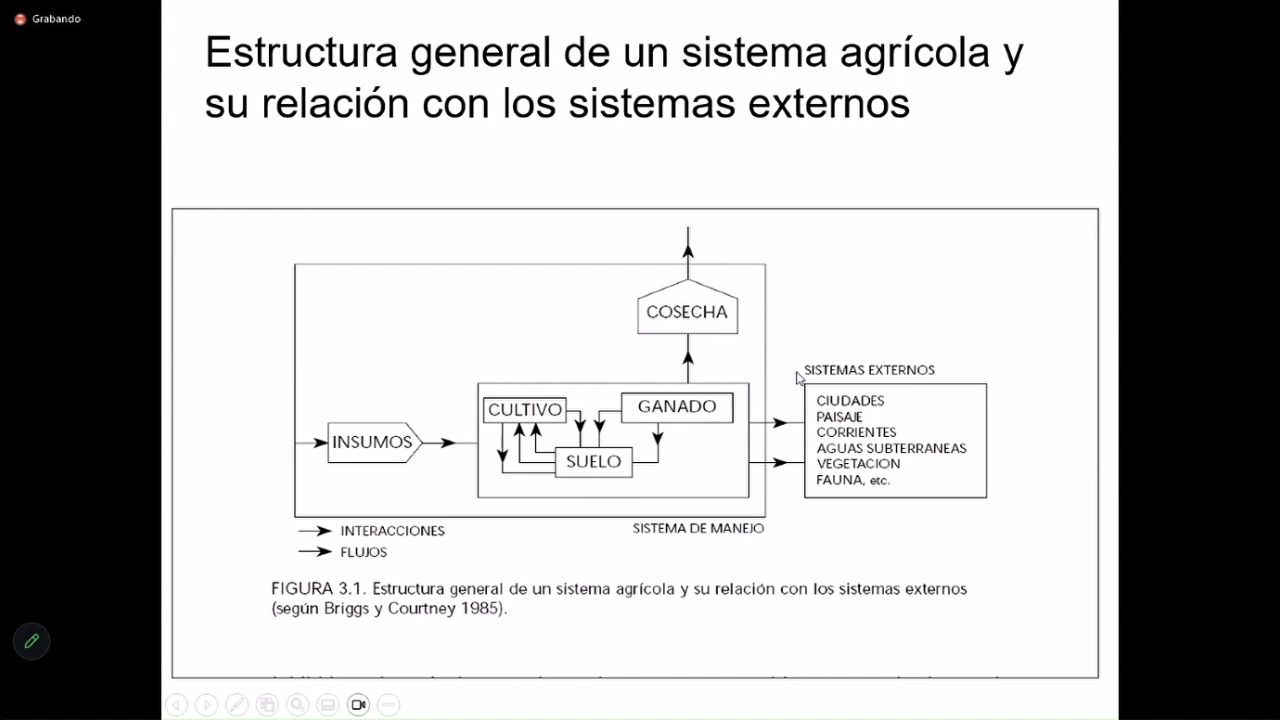 Grabando
Estructura general de un sistema agrícola y
su relación con los sistemas externos
COSECHA
SISTEMAS EXTERNOS
CULTIVO
GANADO
CIUDADES
PAISAJE
CORRIENTES
AGUAS SUBTERRANEAS
VEGETACION
FAUNA, etc.
INSUMOS
SUELO
SISTEMA DE MANEJO
INTERACCIONES
FLUJOS
FIGURA 3.1. Estructura general de un sistema agrícola y su relación con los sistemas externos
(según Briggs y Courtney 1985).